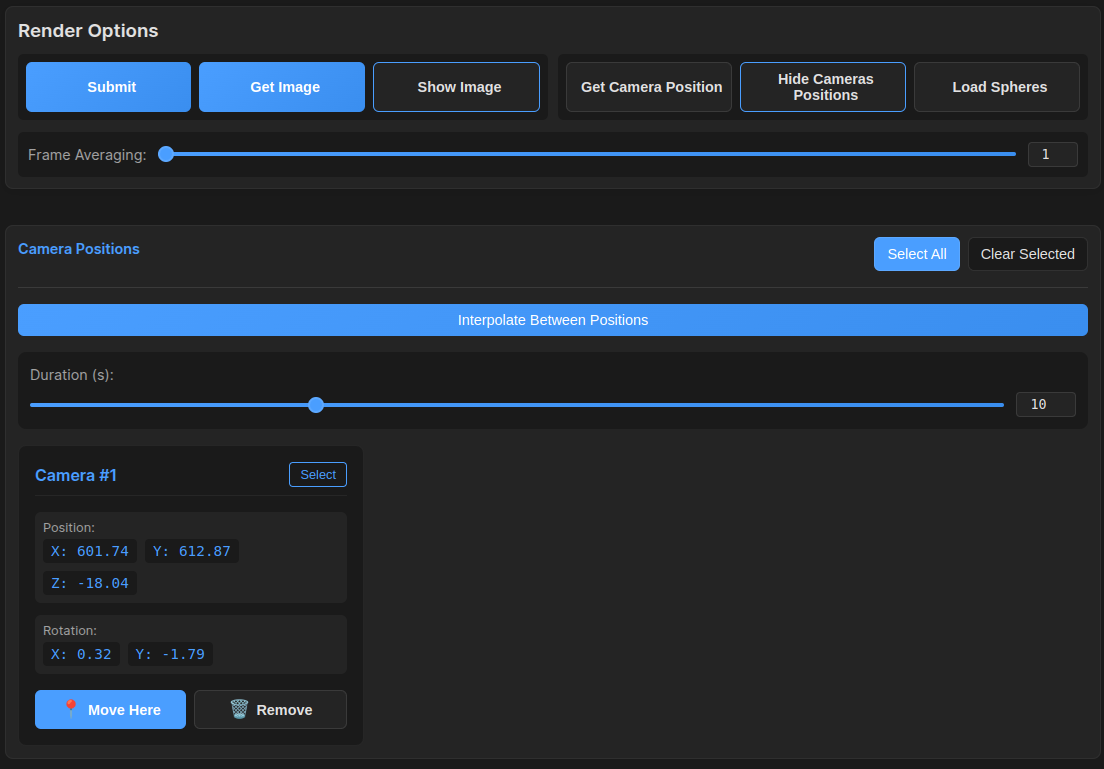 Render Options
Submit
Get Image
Show Image
Get Camera Position
Hide Cameras
Positions
Load Spheres
Frame Averaging:
1
Camera Positions
Select All
Clear Selected
Interpolate Between Positions
Duration (s):
10
Camera #1
Select
Position:
X: 601.74 Y: 612.87
Z: -18.04
Rotation:
X: 0.32 Y: -1.79
Move Here
Remove